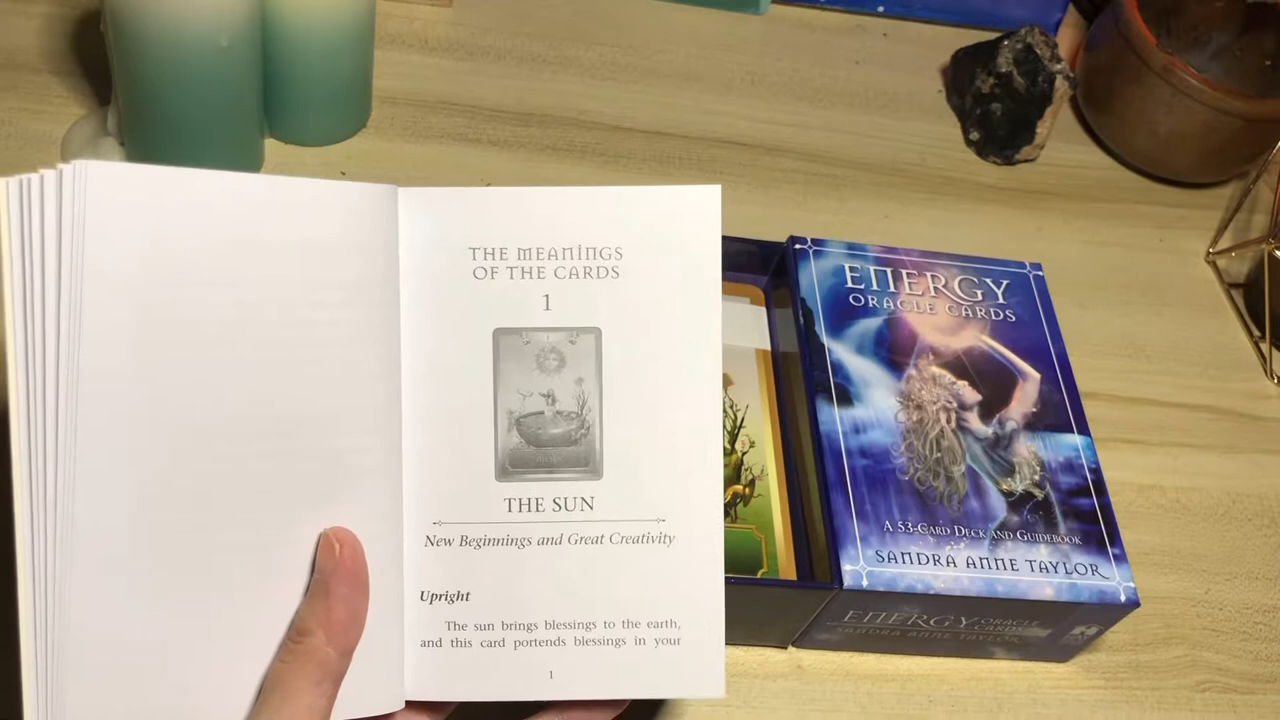 THE MEANINGS
OF THE CARDS
1
THE SUN
New Beginnings and Great Creativity
Upright
The sun brings blessings to the earth,
and this card portends blessings in your
1
ENERGY
ORACLE CARDS
A 53-CARD DECK AND GUIDEBOOK
SANDRA ANNE TAYLOR
ENERGY ORACLE
CARDS
SANDRA ANNE TAYLOR